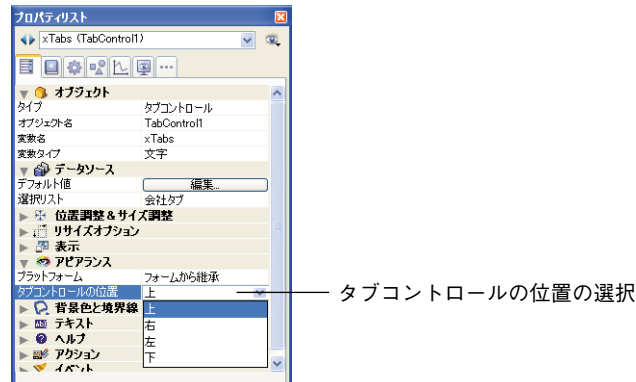 プロパティリスト
xTabs (TabControl1)
オブジェクト
タイプ タブコントロール
オブジェクト名 TabControl1
変数名 xTabs
変数タイプ 文字
データソース
デフォルト値 編集...
選択リスト 会社タブ
位置調整&サイズ調整
リサイズオプション
表示
アピアランス
プラットフォーム フォームから継承
タブコントロールの位置 上
タブコントロールの位置の選択
背景色と境界線 上
テキスト 右
ヘルプ 左
アクション 下
イベント